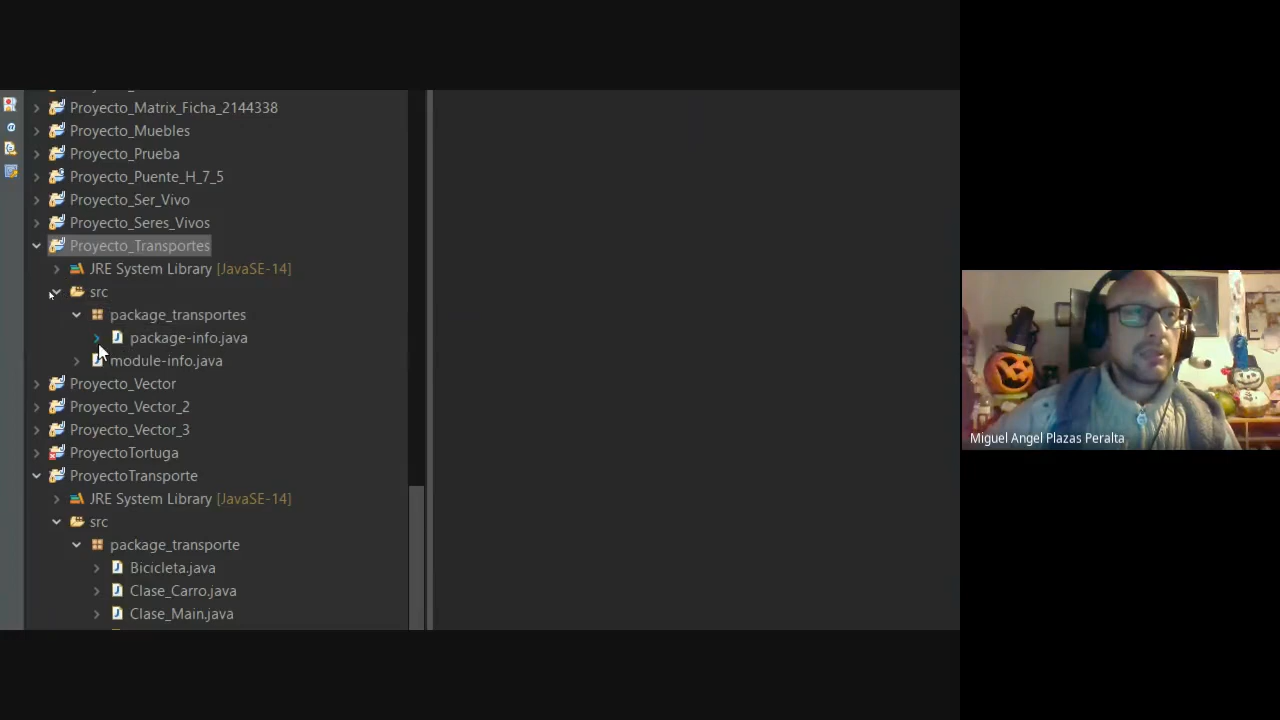 Proyecto_Matrix_Ficha_2144338
Proyecto_Muebles
Proyecto_Prueba
Proyecto_Puente_H_7_5
Proyecto_Ser_Vivo
Proyecto_Seres_Vivos
Proyecto_Transportes
JRE System Library [JavaSE-14]
src
package_transportes
package-info.java
module-info.java
Proyecto_Vector
Proyecto_Vector_2
Proyecto_Vector_3
ProyectoTortuga
ProyectoTransporte
JRE System Library [JavaSE-14]
src
package_transporte
Bicicleta.java
Clase_Carro.java
Clase_Main.java
Miguel Angel Plazas Peralta